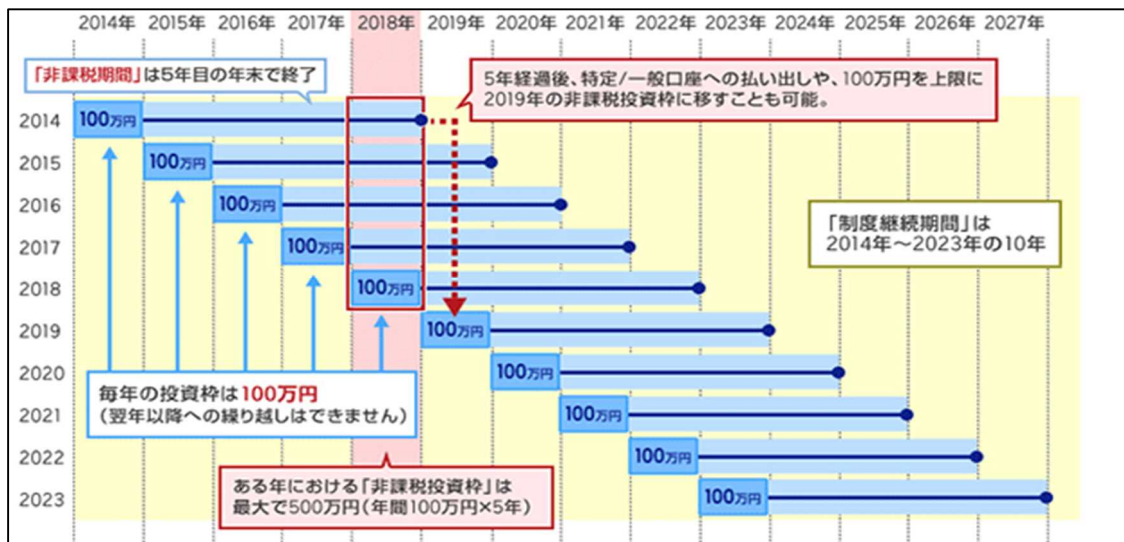 2014年 2015年 2016年 2017年 2018年 2019年 2020年 2021年 2022年 2023年 2024年 2025年 2026年 2027年
「非課税期間」は5年目の年末で終了
5年経過後、特定/一般口座への払い出しや、100万円を上限に
2019年の非課税投資枠に移すことも可能。
2014 100万円
2015 100万円
2016 100万円
2017 100万円
2018 100万円
2019 100万円
2020 100万円
2021 100万円
2022 100万円
2023 100万円
「制度継続期間」は
2014年～2023年の10年
毎年の投資枠は100万円
(翌年以降への繰り越しはできません)
ある年における「非課税投資枠」は
最大で500万円(年間100万円×5年)